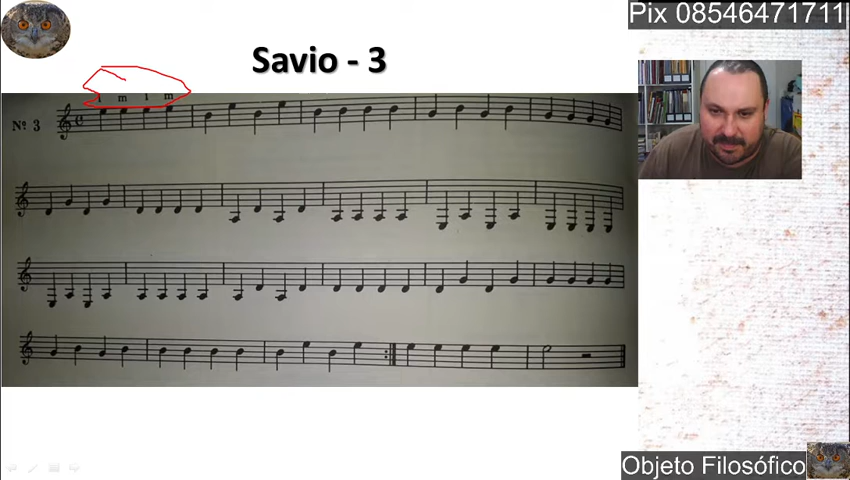 Pix 08546471711
Savio - 3
i m i m
Nº 3
Objeto Filosófico